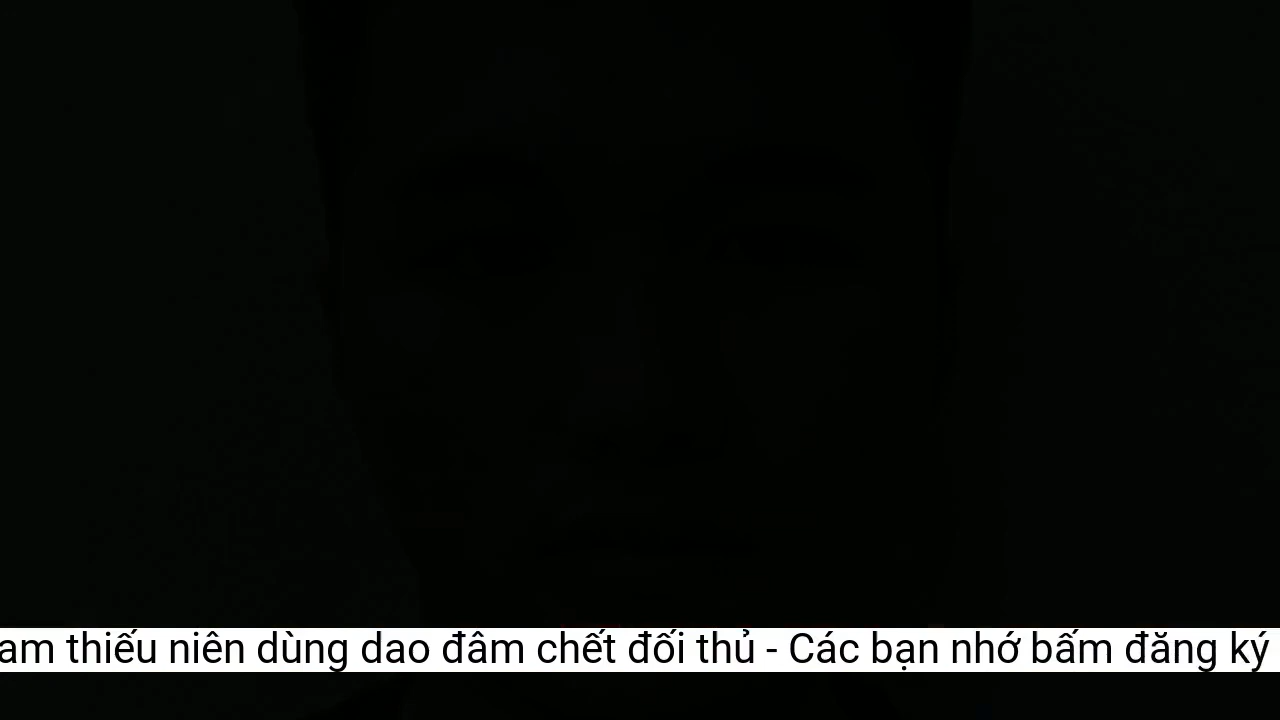 am thiếu niên dùng dao đâm chết đối thủ - Các bạn nhớ bấm đăng ký